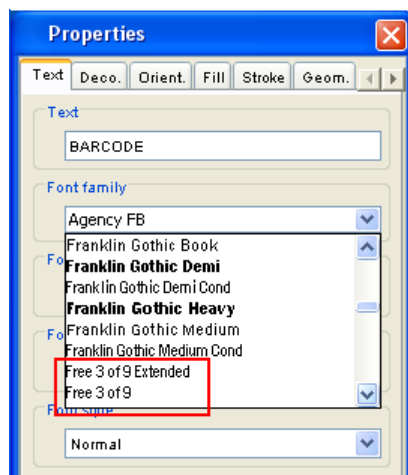 Properties
Text Deco. Orient. Fill Stroke Geom.
Text
BARCODE
Font family
Agency FB
Franklin Gothic Book
Franklin Gothic Demi
Franklin Gothic Demi Cond
Franklin Gothic Heavy
Franklin Gothic Medium
Franklin Gothic Medium Cond
Free 3 of 9 Extended
Free 3 of 9
Font style
Normal